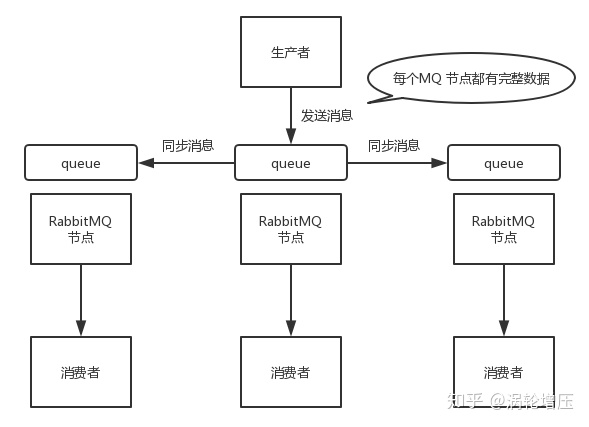 生产者
每个MQ 节点都有完整数据
发送消息
同步消息
同步消息
queue
queue
queue
RabbitMQ
节点
RabbitMQ
节点
RabbitMQ
节点
消费者
消费者
消费者
知乎 @涡轮增压